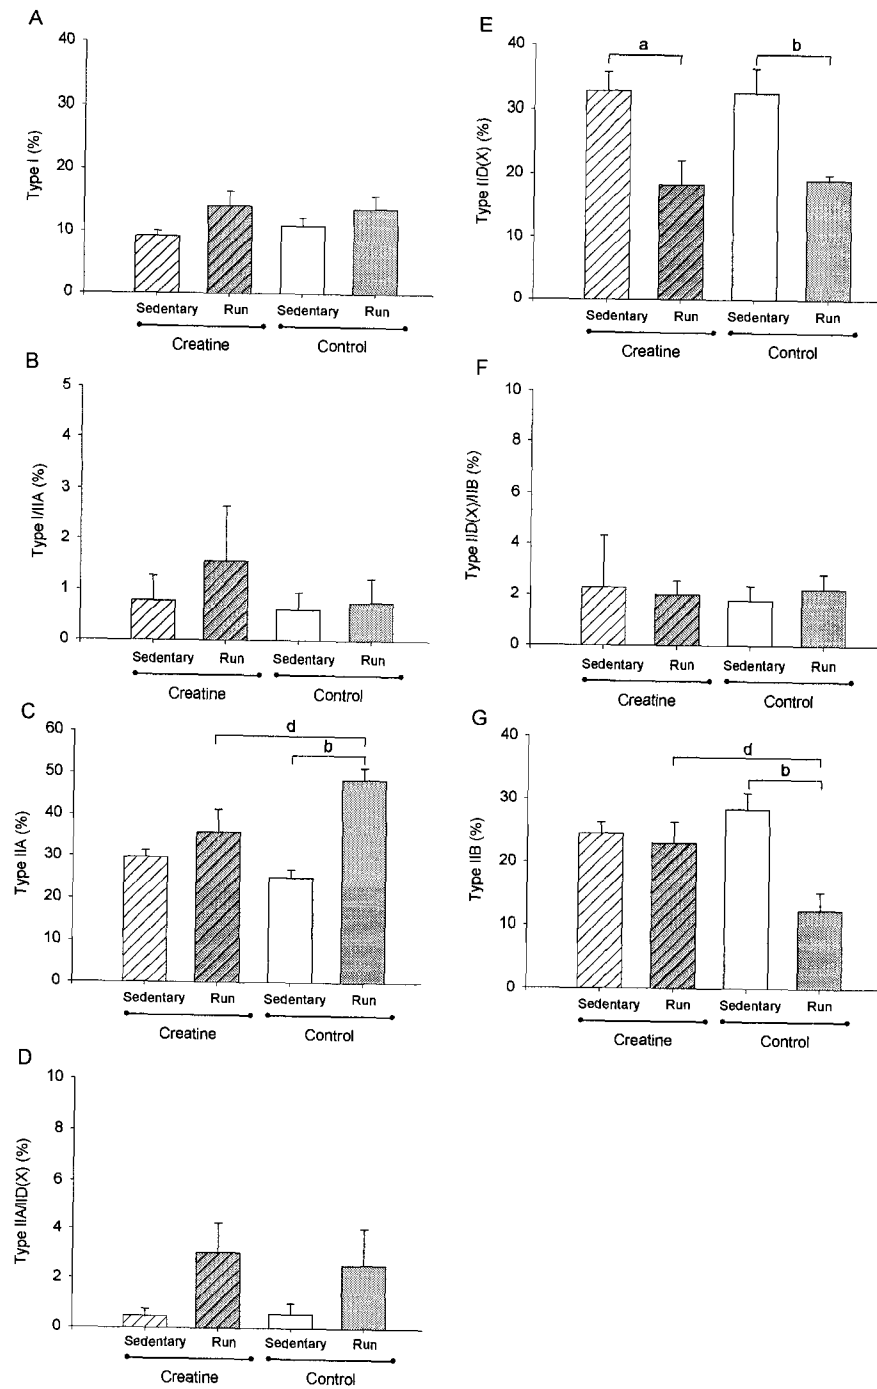 A
Type I (%)
40
30
20
10
0
Sedentary Run Sedentary Run
Creatine Control
B
Type I/IIA (%)
5
4
3
2
1
0
Sedentary Run Sedentary Run
Creatine Control
C
Type IIA (%)
60
50
40
30
20
10
0
d
b
Sedentary Run Sedentary Run
Creatine Control
D
Type IIA/IID(X) (%)
10
8
6
4
2
0
Sedentary Run Sedentary Run
Creatine Control
E
Type IID(X) (%)
40
30
20
10
0
a b
Sedentary Run Sedentary Run
Creatine Control
F
Type IID(X)/IIB (%)
10
8
6
4
2
0
Sedentary Run Sedentary Run
Creatine Control
G
Type IIB (%)
40
30
20
10
0
d
b
Sedentary Run Sedentary Run
Creatine Control